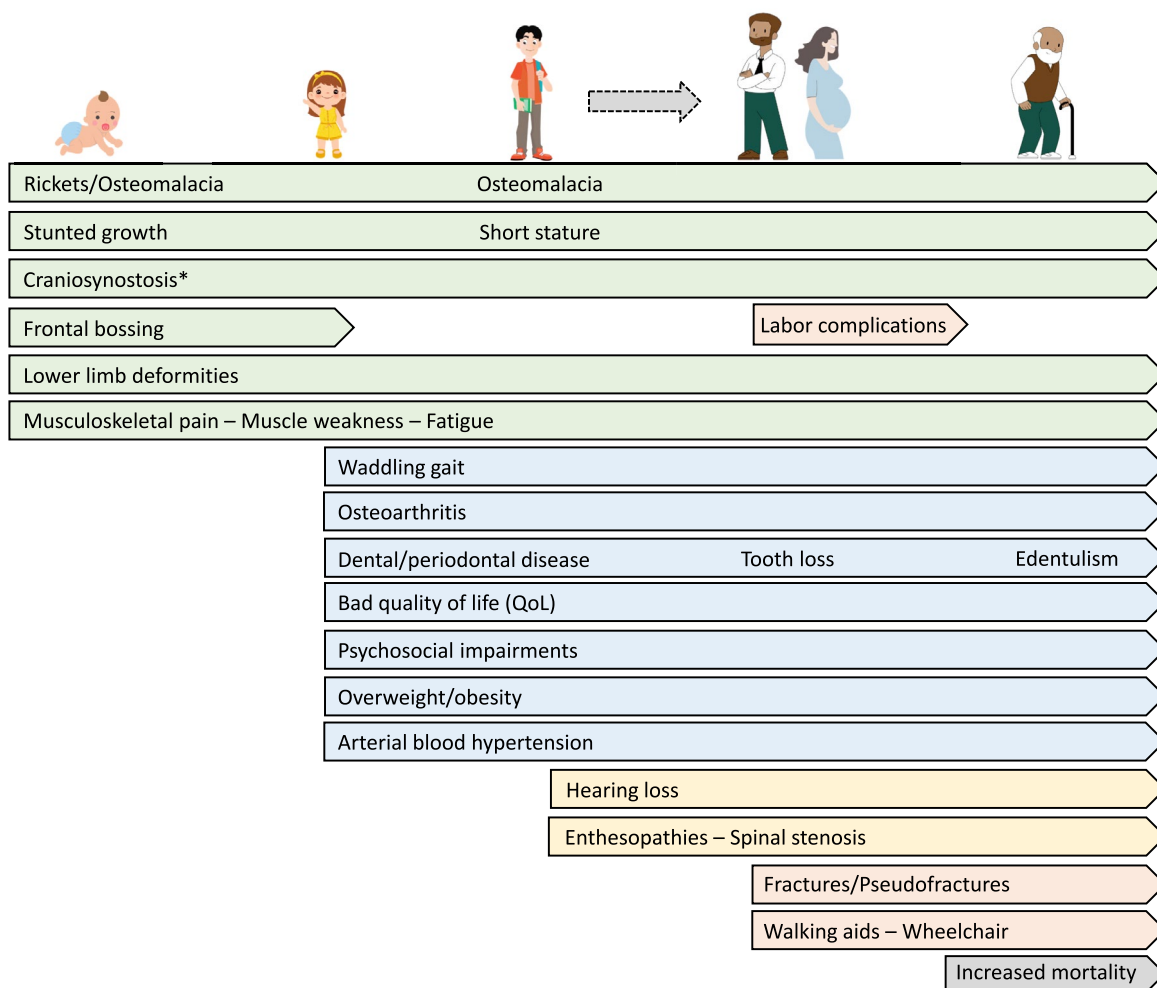 Rickets/Osteomalacia Osteomalacia
Stunted growth Short stature
Craniosynostosis*
Frontal bossing
Labor complications
Lower limb deformities
Musculoskeletal pain – Muscle weakness – Fatigue
Waddling gait
Osteoarthritis
Dental/periodontal disease Tooth loss Edentulism
Bad quality of life (QoL)
Psychosocial impairments
Overweight/obesity
Arterial blood hypertension
Hearing loss
Enthesopathies – Spinal stenosis
Fractures/Pseudofractures
Walking aids – Wheelchair
Increased mortality